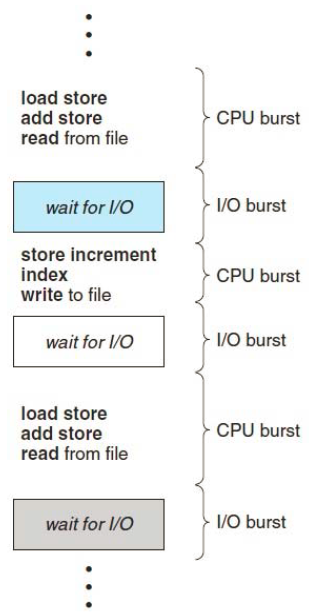 load store
add store
read from file
CPU burst
wait for I/O
I/O burst
store increment
index
write to file
CPU burst
wait for I/O
I/O burst
load store
add store
read from file
CPU burst
wait for I/O
I/O burst